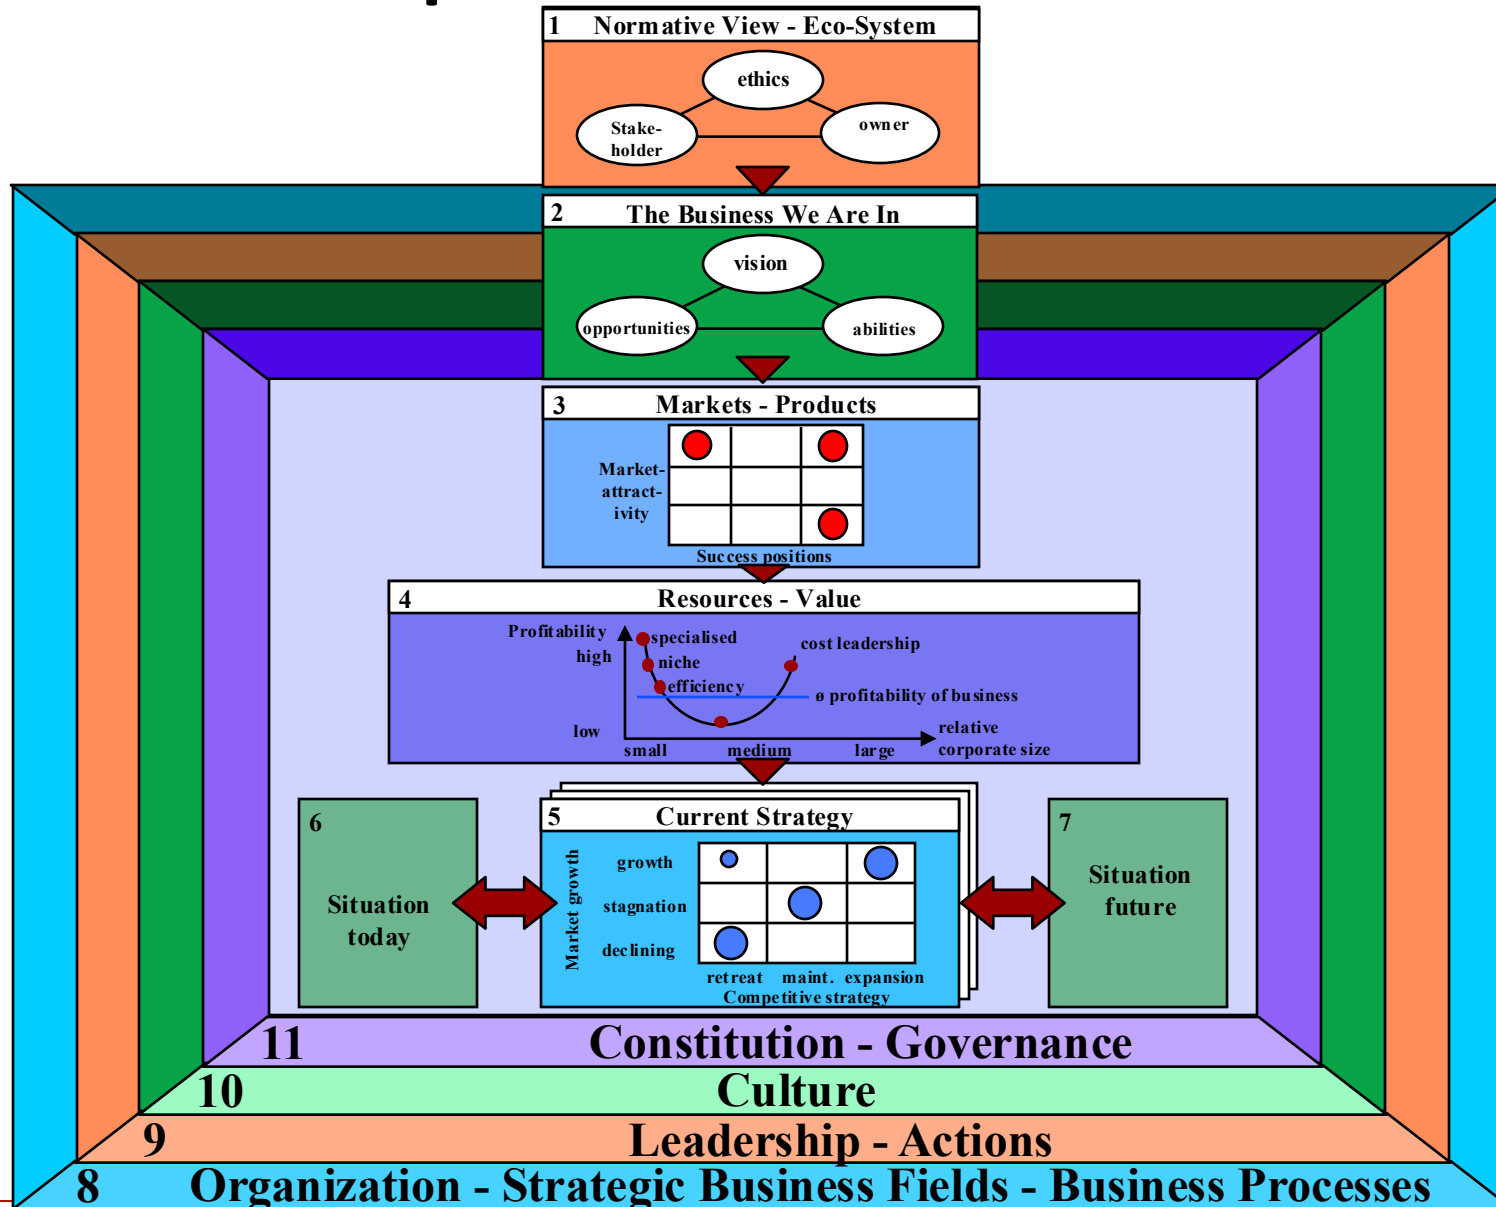 1 Normative View - Eco-System
ethics
Stake-
holder
owner
2 The Business We Are In
vision
opportunities
abilities
3 Markets - Products
Market-
attract-
ivity
Success positions
4 Resources - Value
Profitability
high
specialised
niche
efficiency
cost leadership
ø profitability of business
low
small medium large
relative
corporate size
5 Current Strategy
Market growth
growth
stagnation
declining
retreat maint. expansion
Competitive strategy
6
Situation
today
7
Situation
future
11 Constitution - Governance
10 Culture
9 Leadership - Actions
8 Organization - Strategic Business Fields - Business Processes